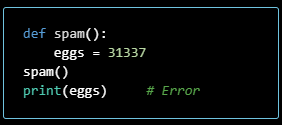 def spam():
    eggs = 31337
spam()
print(eggs)     # Error